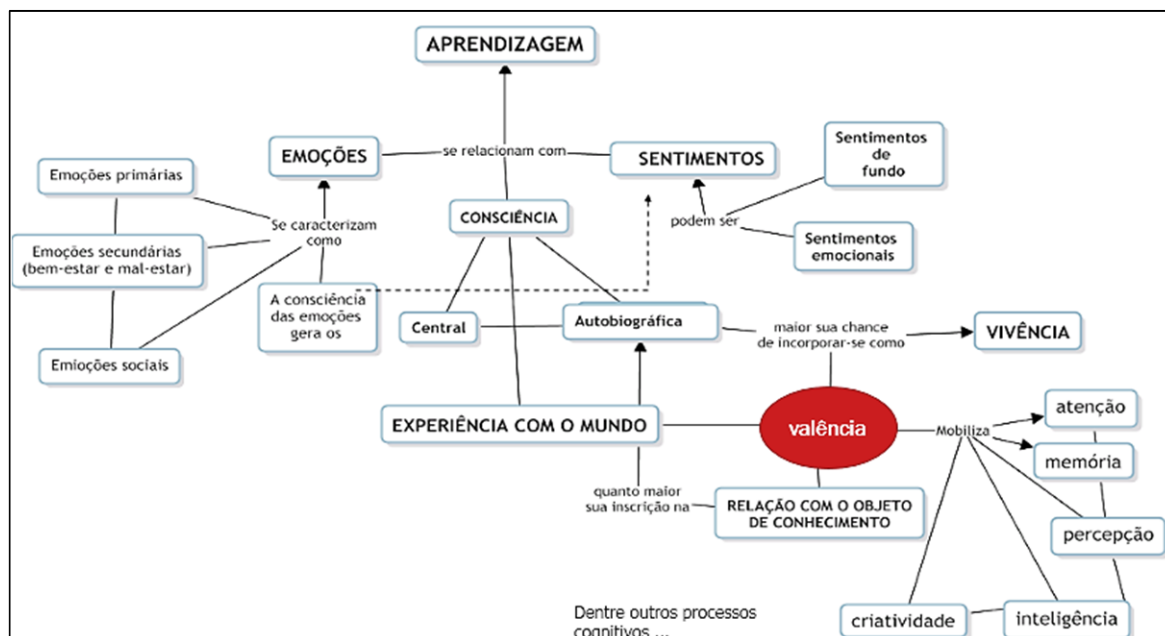 APRENDIZAGEM
EMOÇÕES
se relacionam com
SENTIMENTOS
Sentimentos
de
fundo
Emoções primárias
Se caracterizam
como
CONSCIÊNCIA
podem ser
Sentimentos
emocionais
Emoções secundárias
(bem-estar e mal-estar)
A consciência
das emoções
gera os
Central
Autobiográfica
maior sua chance
de incorporar-se como
VIVÊNCIA
Emioções sociais
EXPERIÊNCIA COM O MUNDO
valência
Mobiliza
atenção
memória
quanto maior
sua inscrição na
RELAÇÃO COM O OBJETO
DE CONHECIMENTO
percepção
criatividade
inteligência
Dentre outros processos
cognitivos ...